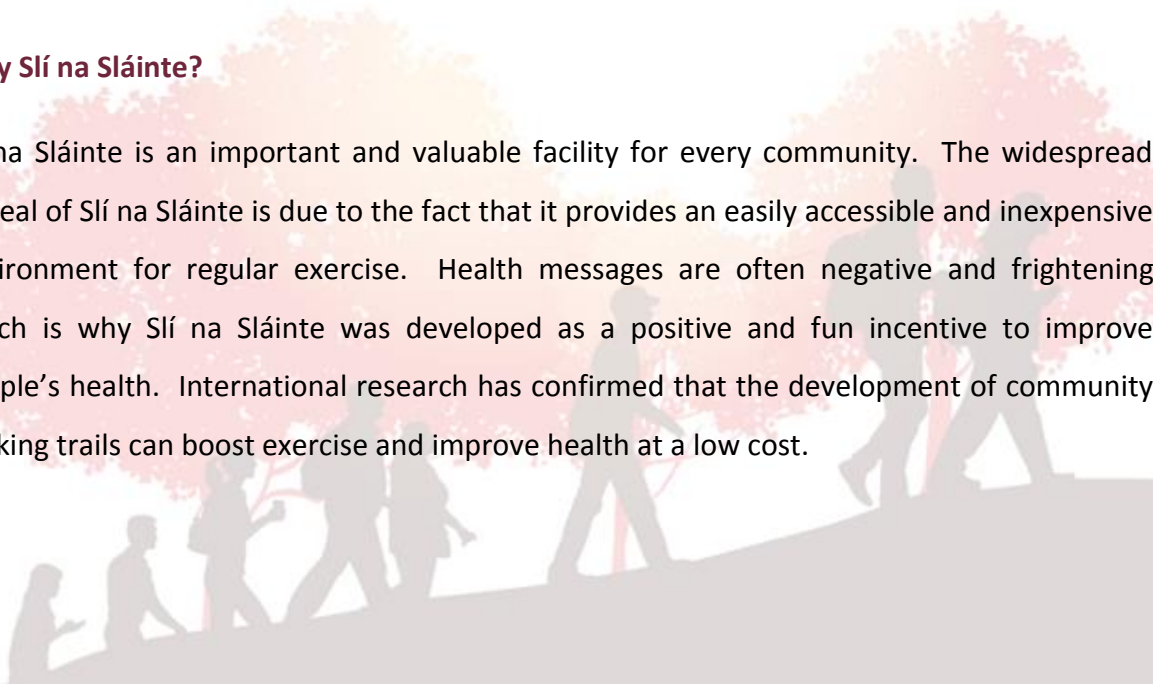 y Slí na Sláinte?
na Sláinte is an important and valuable facility for every community. The widespread
eal of Slí na Sláinte is due to the fact that it provides an easily accessible and inexpensive
ironment for regular exercise. Health messages are often negative and frightening
ich is why Slí na Sláinte was developed as a positive and fun incentive to improve
ple’s health. International research has confirmed that the development of community
king trails can boost exercise and improve health at a low cost.